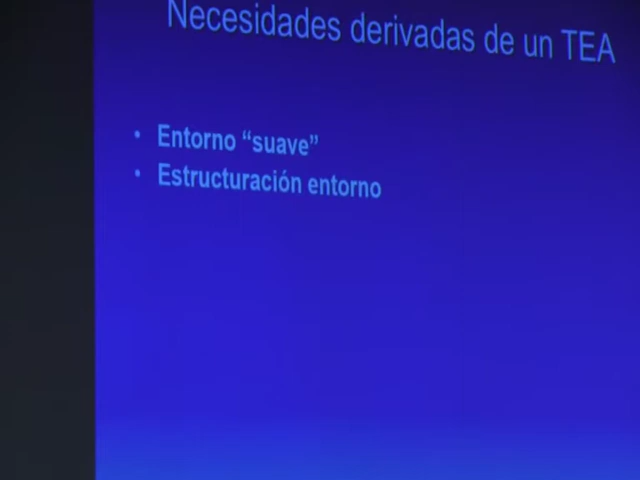 Necesidades derivadas de un TEA
• Entorno “suave”
• Estructuración entorno